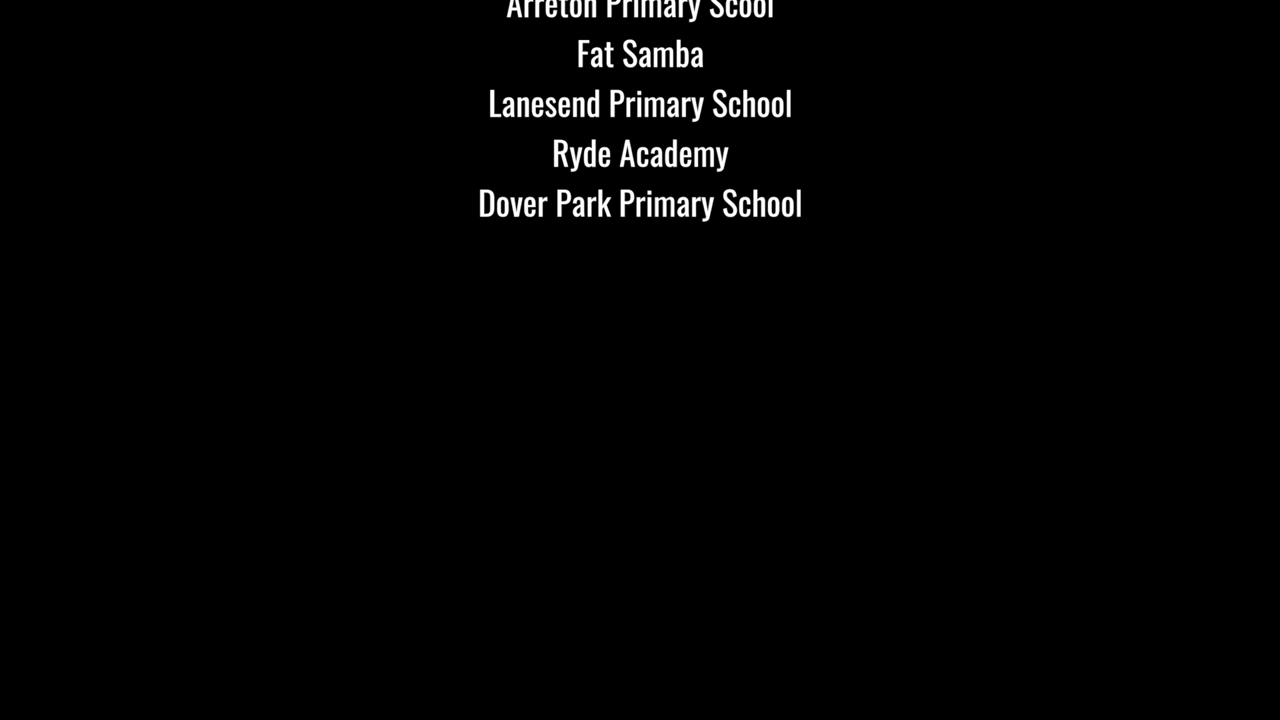 Arreton Primary Scool
Fat Samba
Lanesend Primary School
Ryde Academy
Dover Park Primary School